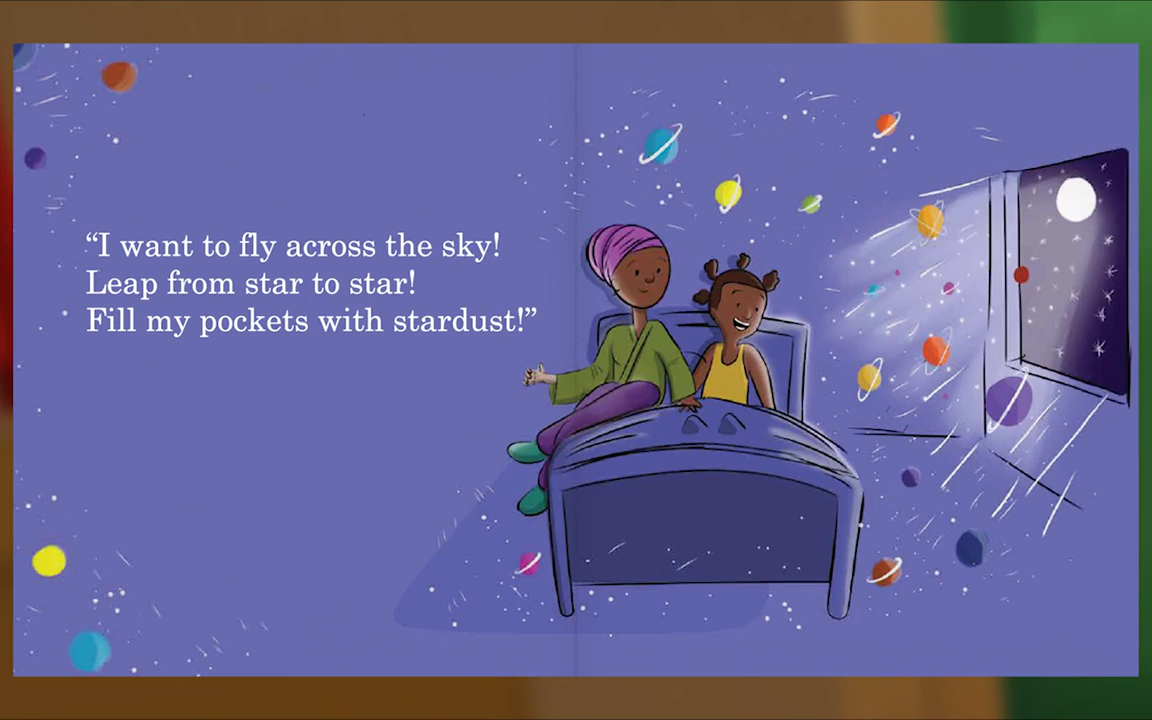 “I want to fly across the sky!
Leap from star to star!
Fill my pockets with stardust!”